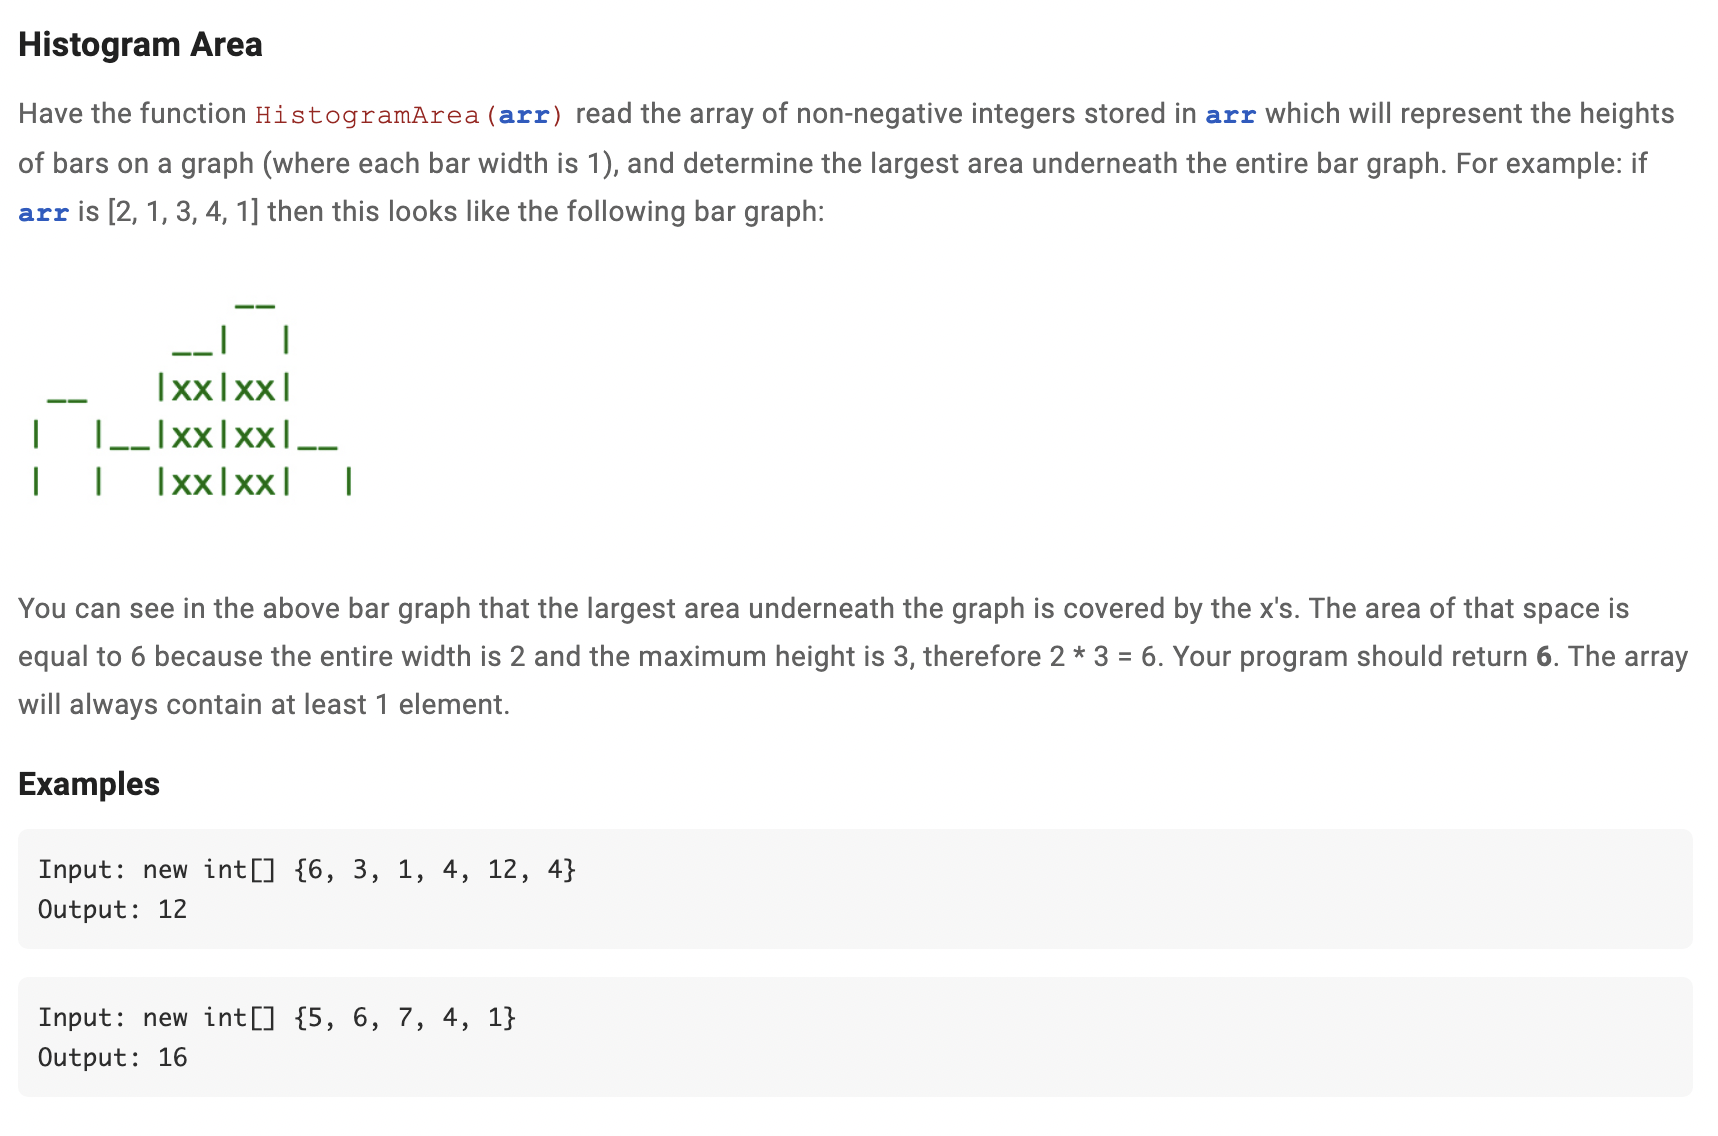 Histogram Area
Have the function HistogramArea(arr) read the array of non-negative integers stored in arr which will represent the heights
of bars on a graph (where each bar width is 1), and determine the largest area underneath the entire bar graph. For example: if
arr is [2, 1, 3, 4, 1] then this looks like the following bar graph:
             __
          __|  |
  __     |xx|xx|
 |  |__|xx|xx|__
 |  |  |xx|xx|  |
You can see in the above bar graph that the largest area underneath the graph is covered by the x's. The area of that space is
equal to 6 because the entire width is 2 and the maximum height is 3, therefore 2 * 3 = 6. Your program should return 6. The array
will always contain at least 1 element.
Examples
Input: new int[] {6, 3, 1, 4, 12, 4}
Output: 12
Input: new int[] {5, 6, 7, 4, 1}
Output: 16